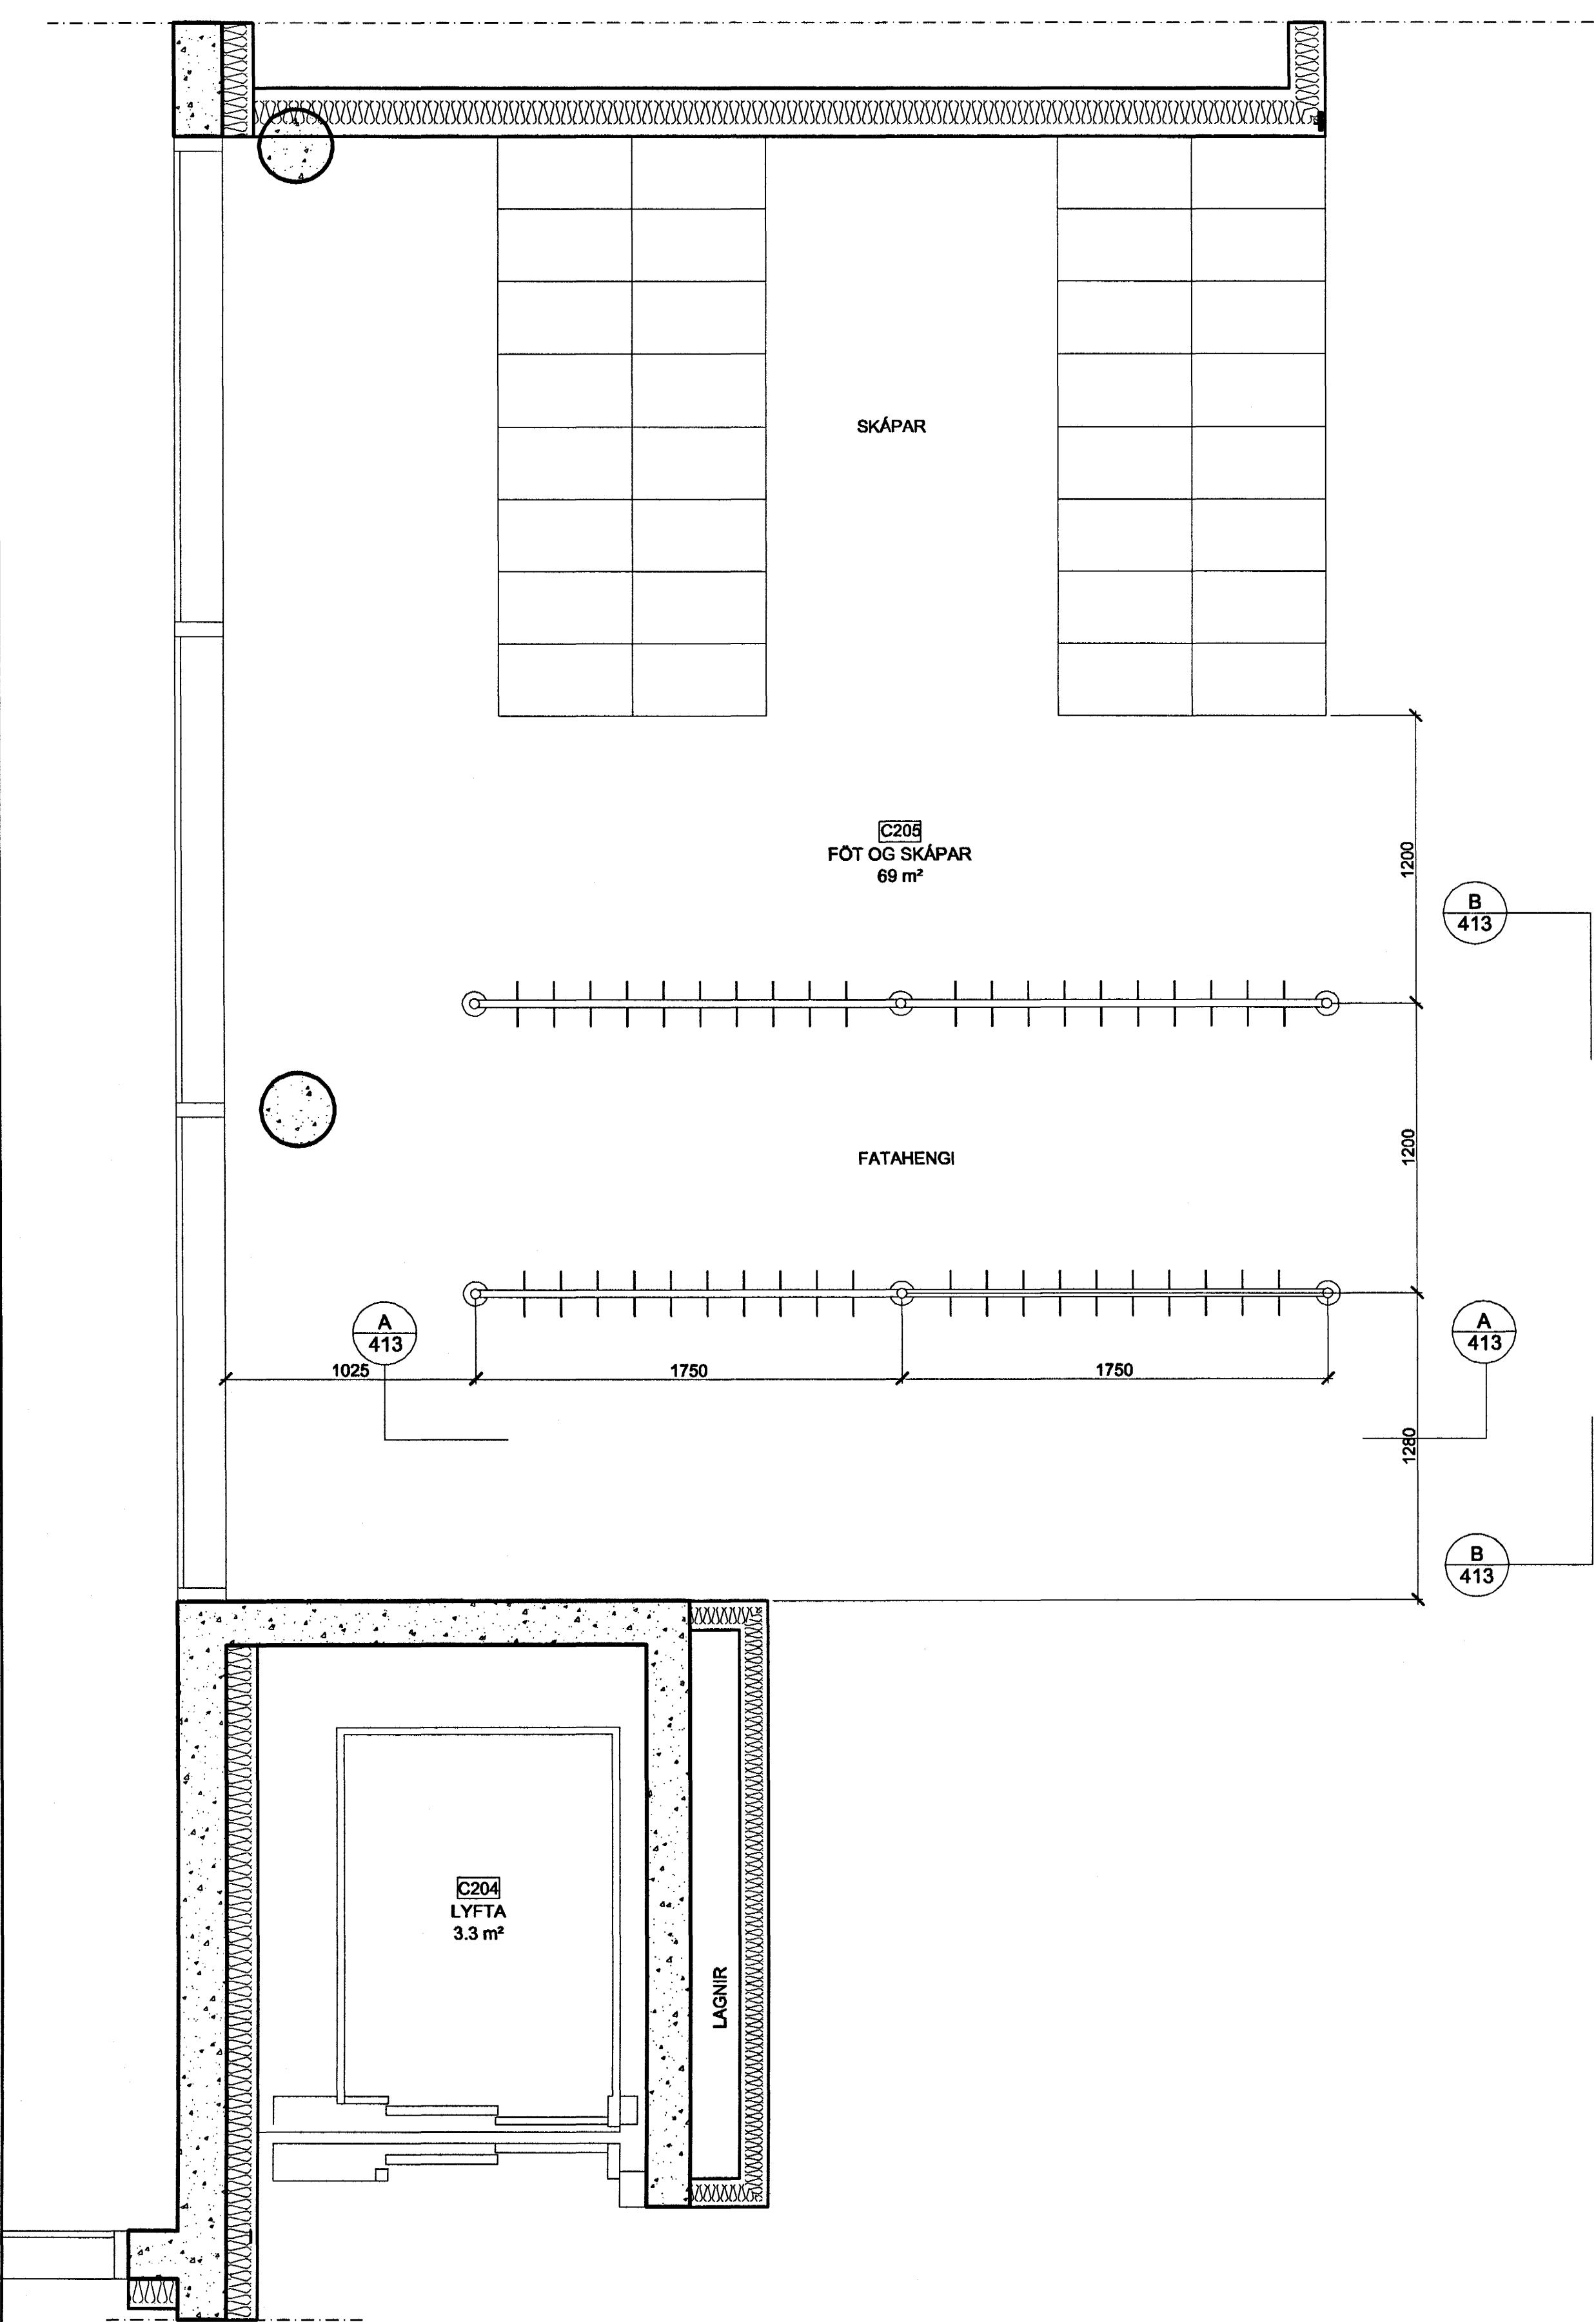 SKÁPAR
C205
FÖT OG SKÁPAR
69 m²
1200
B
413
1200
FATAHENGI
A
413
A
413
1025
1750
1750
1280
B
413
C204
LYFTA
3.3 m²
LAGNIR